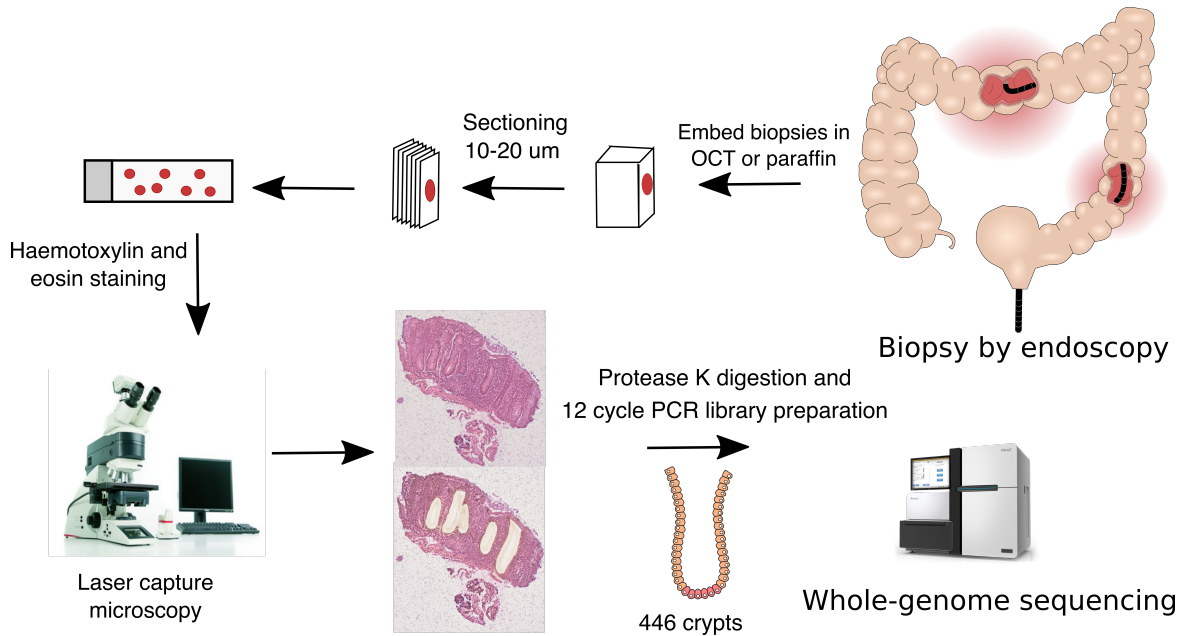 Sectioning
10-20 um
Embed biopsies in
OCT or paraffin
Haemotoxylin and
eosin staining
Biopsy by endoscopy
Protease K digestion and
12 cycle PCR library preparation
Laser capture
microscopy
446 crypts
Whole-genome sequencing